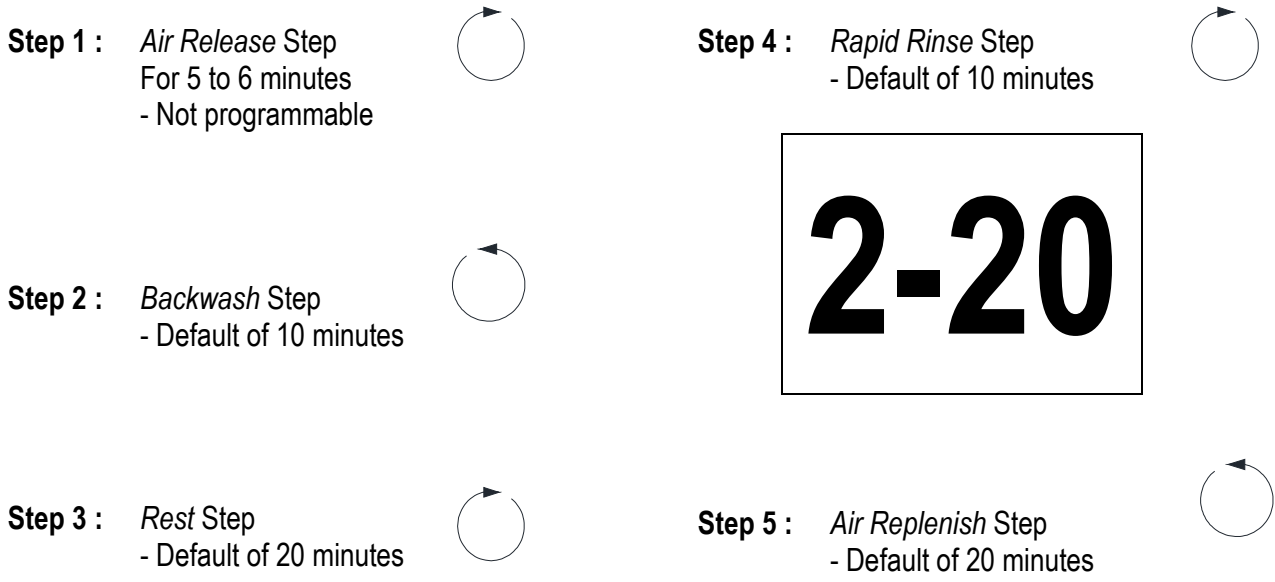 Step 1 : Air Release Step
For 5 to 6 minutes
- Not programmable
Step 2 : Backwash Step
- Default of 10 minutes
Step 3 : Rest Step
- Default of 20 minutes
Step 4 : Rapid Rinse Step
- Default of 10 minutes
2-20
Step 5 : Air Replenish Step
- Default of 20 minutes